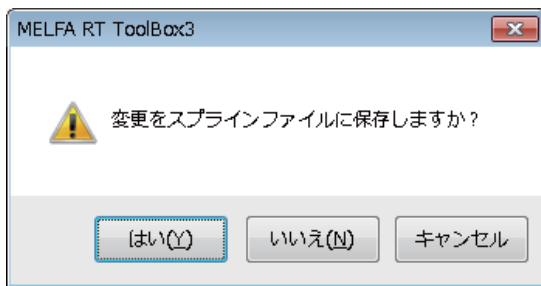 MELFA RT ToolBox3
変更をスプラインファイルに保存しますか?
はい(Y)
いいえ(N)
キャンセル